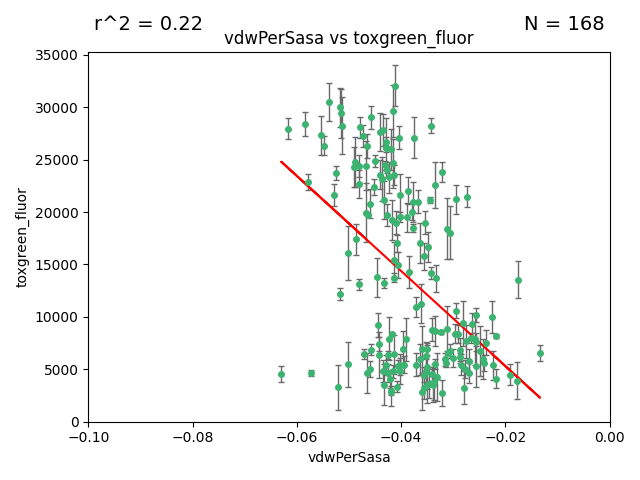 r^2 = 0.22
N = 168
vdwPerSasa vs toxgreen_fluor
35000
30000
25000
20000
15000
10000
5000
0
toxgreen_fluor
−0.10
−0.08
−0.06
−0.04
−0.02
0.00
vdwPerSasa